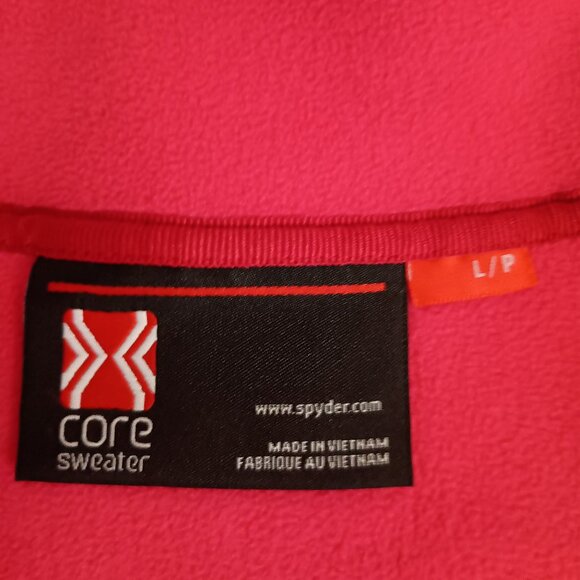 L/P
core
sweater
www.spyder.com
MADE IN VIETNAM
FABRIQUE AU VIETNAM